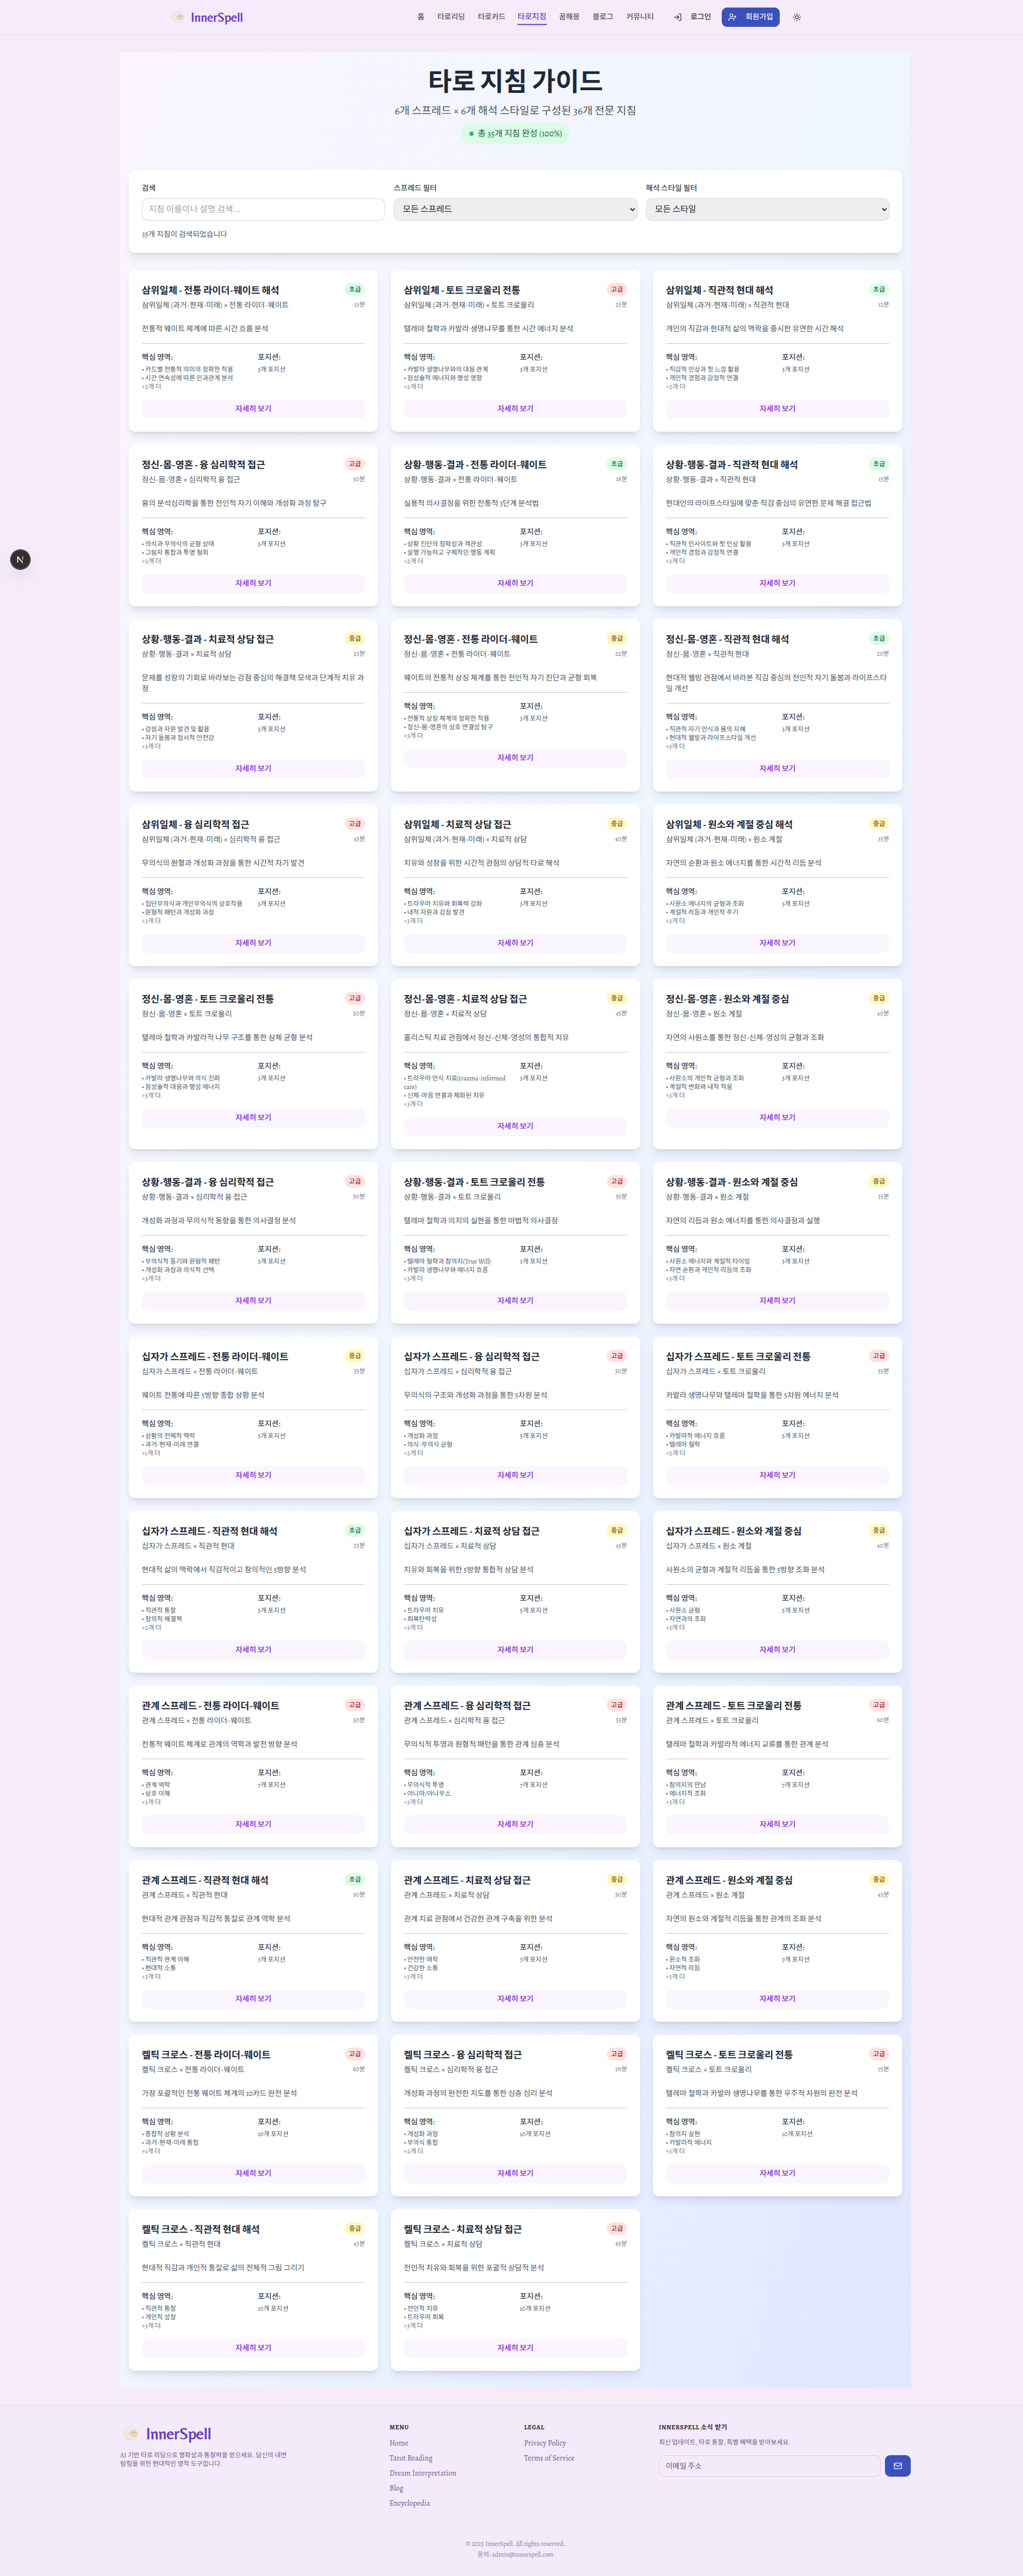 InnerSpell
홈 타로리딩 타로카드 타로지침 꿈해몽 블로그 커뮤니티 로그인 회원가입
타로 지침 가이드
6개 스프레드 × 6개 해석 스타일로 구성된 36개 전문 지침
총 35개 지침 완성 (100%)
검색 스프레드 필터 해석 스타일 필터
지침 이름이나 설명 검색... 모든 스프레드 모든 스타일
35개 지침이 검색되었습니다
삼위일체 - 전통 라이더-웨이트 해석 초급
삼위일체 (과거-현재-미래) × 전통 라이더-웨이트 15분
전통적 웨이트 체계에 따른 시간 흐름 분석
핵심 영역: 포지션:
• 카드별 전통적 의미의 정확한 적용 3개 포지션
• 시간 연속성에 따른 인과관계 분석
+2개 더
자세히 보기
삼위일체 - 토트 크로울리 전통 고급
삼위일체 (과거-현재-미래) × 토트 크로울리 25분
텔레마 철학과 카발라 생명나무를 통한 시간 에너지 분석
핵심 영역: 포지션:
• 카발라 생명나무와의 대응 관계 3개 포지션
• 점성술적 에너지와 행성 영향
+2개 더
자세히 보기
삼위일체 - 직관적 현대 해석 초급
삼위일체 (과거-현재-미래) × 직관적 현대 12분
개인의 직감과 현대적 삶의 맥락을 중시한 유연한 시간 해석
핵심 영역: 포지션:
• 직감적 인상과 첫 느낌 활용 3개 포지션
• 개인적 경험과 감정적 연결
+2개 더
자세히 보기
정신-몸-영혼 - 융 심리학적 접근 고급
정신-몸-영혼 × 심리학적 융 접근 30분
융의 분석심리학을 통한 전인적 자기 이해와 개성화 과정 탐구
핵심 영역: 포지션:
• 의식과 무의식의 균형 상태 3개 포지션
• 그림자 통합과 투영 철회
+2개 더
자세히 보기
상황-행동-결과 - 전통 라이더-웨이트 초급
상황-행동-결과 × 전통 라이더-웨이트 18분
실용적 의사결정을 위한 전통적 3단계 분석법
핵심 영역: 포지션:
• 상황 진단의 정확성과 객관성 3개 포지션
• 실행 가능하고 구체적인 행동 계획
+2개 더
자세히 보기
상황-행동-결과 - 직관적 현대 해석 초급
상황-행동-결과 × 직관적 현대 15분
현대인의 라이프스타일에 맞춘 직감 중심의 유연한 문제 해결 접근법
핵심 영역: 포지션:
• 직관적 인사이트와 첫 인상 활용 3개 포지션
• 개인적 경험과 감정적 연결
+3개 더
자세히 보기
상황-행동-결과 - 치료적 상담 접근 중급
상황-행동-결과 × 치료적 상담 25분
문제를 성장의 기회로 바라보는 강점 중심의 해결책 모색과 단계적 치유 과
정
핵심 영역: 포지션:
• 강점과 자원 발견 및 활용 3개 포지션
• 자기 돌봄과 정서적 안전감
+3개 더
자세히 보기
정신-몸-영혼 - 전통 라이더-웨이트 중급
정신-몸-영혼 × 전통 라이더-웨이트 22분
웨이트의 전통적 상징 체계를 통한 전인적 자기 진단과 균형 회복
핵심 영역: 포지션:
• 전통적 상징 체계의 정확한 적용 3개 포지션
• 정신-몸-영혼의 상호 연결성 탐구
+3개 더
자세히 보기
정신-몸-영혼 - 직관적 현대 해석 초급
정신-몸-영혼 × 직관적 현대 20분
현대적 웰빙 관점에서 바라본 직감 중심의 전인적 자기 돌봄과 라이프스타
일 개선
핵심 영역: 포지션:
• 직관적 자기 인식과 몸의 지혜 3개 포지션
• 현대적 웰빙과 라이프스타일 개선
+3개 더
자세히 보기
삼위일체 - 융 심리학적 접근 고급
삼위일체 (과거-현재-미래) × 심리학적 융 접근 45분
무의식의 원형과 개성화 과정을 통한 시간적 자기 발견
핵심 영역: 포지션:
• 집단무의식과 개인무의식의 상호작용 3개 포지션
• 원형적 패턴과 개성화 과정
+3개 더
자세히 보기
삼위일체 - 치료적 상담 접근 중급
삼위일체 (과거-현재-미래) × 치료적 상담 40분
치유와 성장을 위한 시간적 관점의 상담적 타로 해석
핵심 영역: 포지션:
• 트라우마 치유와 회복력 강화 3개 포지션
• 내적 자원과 강점 발견
+3개 더
자세히 보기
삼위일체 - 원소와 계절 중심 해석 중급
삼위일체 (과거-현재-미래) × 원소 계절 35분
자연의 순환과 원소 에너지를 통한 시간적 리듬 분석
핵심 영역: 포지션:
• 사원소 에너지의 균형과 조화 3개 포지션
• 계절적 리듬과 개인적 주기
+3개 더
자세히 보기
정신-몸-영혼 - 토트 크로울리 전통 고급
정신-몸-영혼 × 토트 크로울리 50분
텔레마 철학과 카발라적 나무 구조를 통한 삼체 균형 분석
핵심 영역: 포지션:
• 카발라 생명나무와 의식 진화 3개 포지션
• 점성술적 대응과 행성 에너지
+3개 더
자세히 보기
정신-몸-영혼 - 치료적 상담 접근 중급
정신-몸-영혼 × 치료적 상담 45분
홀리스틱 치료 관점에서 정신-신체-영성의 통합적 치유
핵심 영역: 포지션:
• 트라우마 인식 치료(trauma-informed 3개 포지션
care)
• 신체-마음 연결과 체화된 치유
+3개 더
자세히 보기
정신-몸-영혼 - 원소와 계절 중심 중급
정신-몸-영혼 × 원소 계절 40분
자연의 사원소를 통한 정신-신체-영성의 균형과 조화
핵심 영역: 포지션:
• 사원소의 개인적 균형과 조화 3개 포지션
• 계절적 변화와 내적 적응
+3개 더
자세히 보기
상황-행동-결과 - 융 심리학적 접근 고급
상황-행동-결과 × 심리학적 융 접근 50분
개성화 과정과 무의식적 동향을 통한 의사결정 분석
핵심 영역: 포지션:
• 무의식적 동기와 원형적 패턴 3개 포지션
• 개성화 과정과 의식적 선택
+3개 더
자세히 보기
상황-행동-결과 - 토트 크로울리 전통 고급
상황-행동-결과 × 토트 크로울리 55분
텔레마 철학과 의지의 실현을 통한 마법적 의사결정
핵심 영역: 포지션:
• 텔레마 철학과 참의지(True Will) 3개 포지션
• 카발라 생명나무와 에너지 흐름
+3개 더
자세히 보기
상황-행동-결과 - 원소와 계절 중심 중급
상황-행동-결과 × 원소 계절 35분
자연의 리듬과 원소 에너지를 통한 의사결정과 실행
핵심 영역: 포지션:
• 사원소 에너지와 계절적 타이밍 3개 포지션
• 자연 순환과 개인적 리듬의 조화
+3개 더
자세히 보기
십자가 스프레드 - 전통 라이더-웨이트 중급
십자가 스프레드 × 전통 라이더-웨이트 35분
웨이트 전통에 따른 5방향 종합 상황 분석
핵심 영역: 포지션:
• 상황의 전체적 맥락 5개 포지션
• 과거-현재-미래 연결
+1개 더
자세히 보기
십자가 스프레드 - 융 심리학적 접근 고급
십자가 스프레드 × 심리학적 융 접근 50분
무의식의 구조와 개성화 과정을 통한 5차원 분석
핵심 영역: 포지션:
• 개성화 과정 5개 포지션
• 의식-무의식 균형
+3개 더
자세히 보기
십자가 스프레드 - 토트 크로울리 전통 고급
십자가 스프레드 × 토트 크로울리 55분
카발라 생명나무와 텔레마 철학을 통한 5차원 에너지 분석
핵심 영역: 포지션:
• 카발라적 에너지 흐름 5개 포지션
• 텔레마 철학
+2개 더
자세히 보기
십자가 스프레드 - 직관적 현대 해석 초급
십자가 스프레드 × 직관적 현대 25분
현대적 삶의 맥락에서 직감적이고 창의적인 5방향 분석
핵심 영역: 포지션:
• 직관적 통찰 5개 포지션
• 창의적 해결책
+2개 더
자세히 보기
십자가 스프레드 - 치료적 상담 접근 중급
십자가 스프레드 × 치료적 상담 45분
치유와 회복을 위한 5방향 통합적 상담 분석
핵심 영역: 포지션:
• 트라우마 치유 5개 포지션
• 회복탄력성
+3개 더
자세히 보기
십자가 스프레드 - 원소와 계절 중심 중급
십자가 스프레드 × 원소 계절 40분
사원소의 균형과 계절적 리듬을 통한 5방향 조화 분석
핵심 영역: 포지션:
• 사원소 균형 5개 포지션
• 자연과의 조화
+3개 더
자세히 보기
관계 스프레드 - 전통 라이더-웨이트 고급
관계 스프레드 × 전통 라이더-웨이트 50분
전통적 웨이트 체계로 관계의 역학과 발전 방향 분석
핵심 영역: 포지션:
• 관계 역학 7개 포지션
• 상호 이해
+3개 더
자세히 보기
관계 스프레드 - 융 심리학적 접근 고급
관계 스프레드 × 심리학적 융 접근 55분
무의식적 투영과 원형적 패턴을 통한 관계 심층 분석
핵심 영역: 포지션:
• 무의식적 투영 7개 포지션
• 아니마/아니무스
+3개 더
자세히 보기
관계 스프레드 - 토트 크로울리 전통 고급
관계 스프레드 × 토트 크로울리 60분
텔레마 철학과 카발라적 에너지 교류를 통한 관계 분석
핵심 영역: 포지션:
• 참의지의 만남 7개 포지션
• 에너지적 조화
+3개 더
자세히 보기
관계 스프레드 - 직관적 현대 해석 초급
관계 스프레드 × 직관적 현대 30분
현대적 관계 관점과 직감적 통찰로 관계 역학 분석
핵심 영역: 포지션:
• 직관적 관계 이해 7개 포지션
• 현대적 소통
+3개 더
자세히 보기
관계 스프레드 - 치료적 상담 접근 중급
관계 스프레드 × 치료적 상담 50분
관계 치료 관점에서 건강한 관계 구축을 위한 분석
핵심 영역: 포지션:
• 안전한 애착 7개 포지션
• 건강한 소통
+3개 더
자세히 보기
관계 스프레드 - 원소와 계절 중심 중급
관계 스프레드 × 원소 계절 45분
자연의 원소와 계절적 리듬을 통한 관계의 조화 분석
핵심 영역: 포지션:
• 원소적 조화 7개 포지션
• 자연적 리듬
+3개 더
자세히 보기
켈틱 크로스 - 전통 라이더-웨이트 고급
켈틱 크로스 × 전통 라이더-웨이트 60분
가장 포괄적인 전통 웨이트 체계의 10카드 완전 분석
핵심 영역: 포지션:
• 종합적 상황 분석 10개 포지션
• 과거-현재-미래 통합
+1개 더
자세히 보기
켈틱 크로스 - 융 심리학적 접근 고급
켈틱 크로스 × 심리학적 융 접근 70분
개성화 과정의 완전한 지도를 통한 심층 심리 분석
핵심 영역: 포지션:
• 개성화 과정 10개 포지션
• 무의식 통합
+3개 더
자세히 보기
켈틱 크로스 - 토트 크로울리 전통 고급
켈틱 크로스 × 토트 크로울리 75분
텔레마 철학과 카발라 생명나무를 통한 우주적 차원의 완전 분석
핵심 영역: 포지션:
• 참의지 실현 10개 포지션
• 카발라적 에너지
+3개 더
자세히 보기
켈틱 크로스 - 직관적 현대 해석 중급
켈틱 크로스 × 직관적 현대 45분
현대적 직감과 개인적 통찰로 삶의 전체적 그림 그리기
핵심 영역: 포지션:
• 직관적 통찰 10개 포지션
• 개인적 성장
+3개 더
자세히 보기
켈틱 크로스 - 치료적 상담 접근 고급
켈틱 크로스 × 치료적 상담 65분
전인적 치유와 회복을 위한 포괄적 상담적 분석
핵심 영역: 포지션:
• 전인적 치유 10개 포지션
• 트라우마 회복
+3개 더
자세히 보기
InnerSpell
AI 기반 타로 리딩으로 명확성과 통찰력을 얻으세요. 당신의 내면
탐험을 위한 현대적인 영적 도구입니다.
MENU
Home
Tarot Reading
Dream Interpretation
Blog
Encyclopedia
LEGAL
Privacy Policy
Terms of Service
INNERSPELL 소식 받기
최신 업데이트, 타로 통찰, 특별 혜택을 받아보세요.
이메일 주소
© 2025 InnerSpell. All rights reserved.
문의: admin@innerspell.com